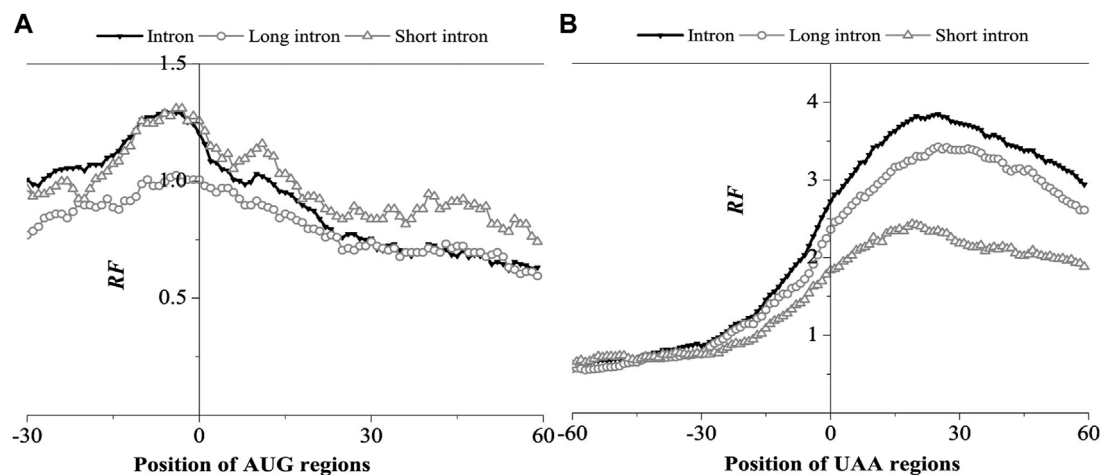 A
Intron Long intron Short intron
1.5
1.0
0.5
RF
-30 0 30 60
Position of AUG regions
B
Intron Long intron Short intron
4
3
2
1
RF
-60 -30 0 30 60
Position of UAA regions